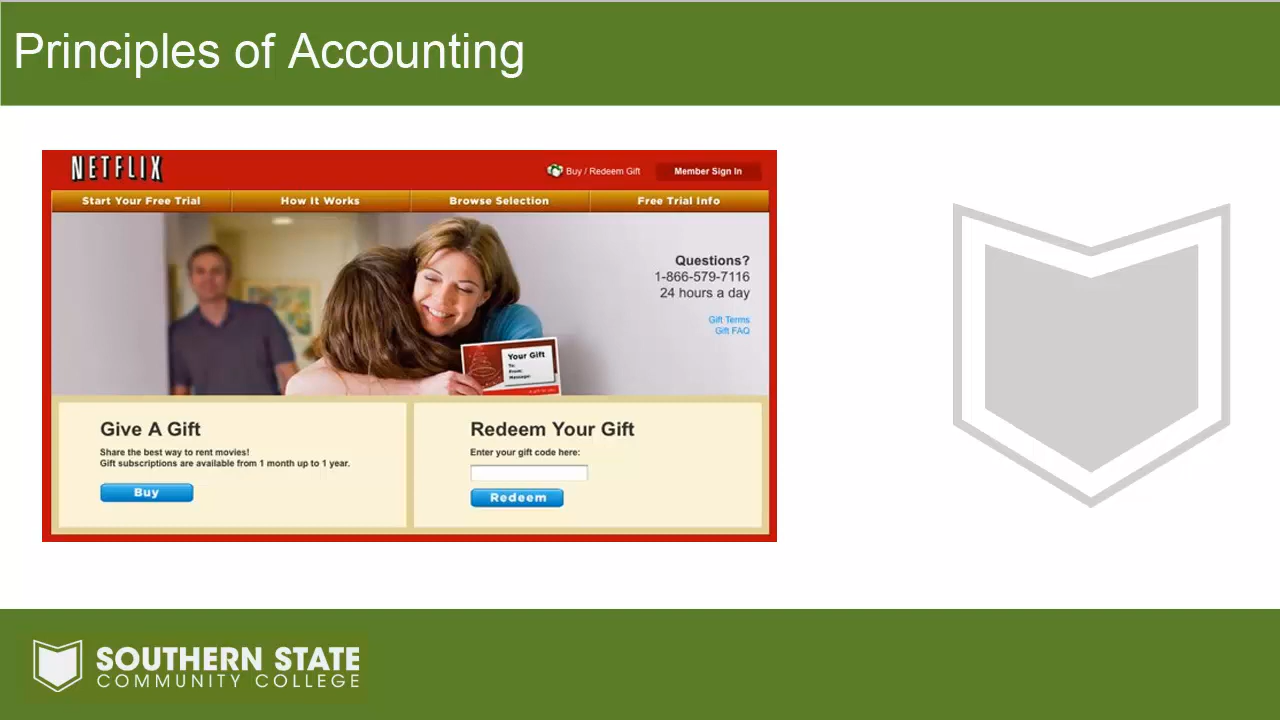 Principles of Accounting
NETFLIX
Buy / Redeem Gift
Member Sign In
Start Your Free Trial
How It Works
Browse Selection
Free Trial Info
Questions?
1-866-579-7116
24 hours a day
Gift Terms
Gift FAQ
Your Gift
To:
From:
Message:
Give A Gift
Share the best way to rent movies!
Gift subscriptions are available from 1 month up to 1 year.
Buy
Redeem Your Gift
Enter your gift code here:
Redeem
SOUTHERN STATE
COMMUNITY COLLEGE